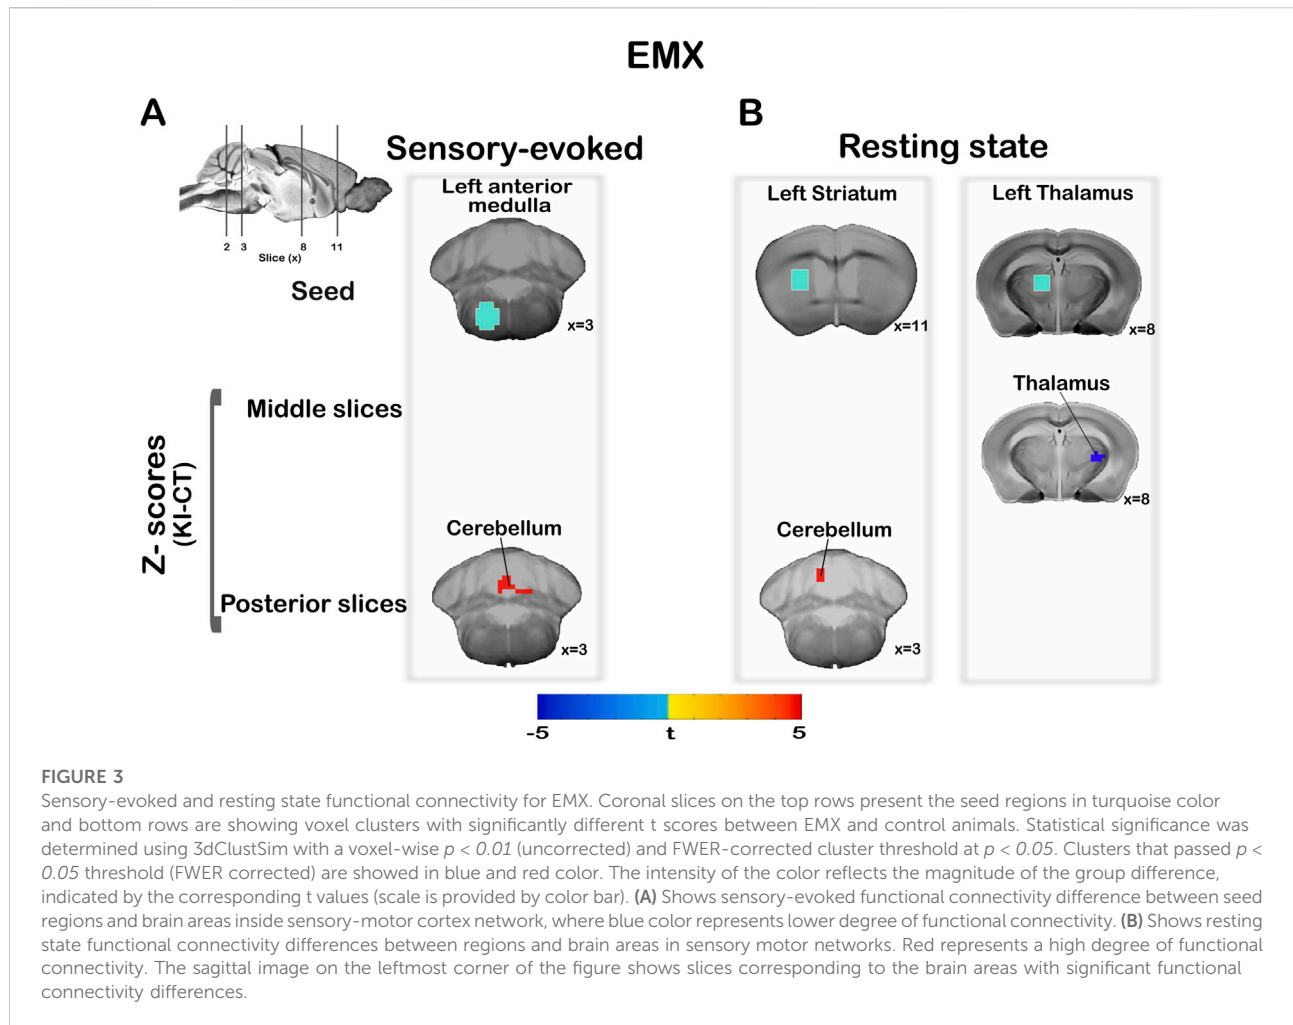 EMX
A
B
Sensory-evoked
Resting state
Left anterior
medulla
Left Striatum
Left Thalamus
2 3 8 11
Slice (x)
Seed
x=3
x=11
x=8
Thalamus
Middle slices
x=8
Z- scores
(KI-CT)
Cerebellum
Cerebellum
Posterior slices
x=3
x=3
-5 t 5
FIGURE 3
Sensory-evoked and resting state functional connectivity for EMX. Coronal slices on the top rows present the seed regions in turquoise color
and bottom rows are showing voxel clusters with significantly different t scores between EMX and control animals. Statistical significance was
determined using 3dClustSim with a voxel-wise p < 0.01 (uncorrected) and FWER-corrected cluster threshold at p < 0.05. Clusters that passed p <
0.05 threshold (FWER corrected) are showed in blue and red color. The intensity of the color reflects the magnitude of the group difference,
indicated by the corresponding t values (scale is provided by color bar). (A) Shows sensory-evoked functional connectivity difference between seed
regions and brain areas inside sensory-motor cortex network, where blue color represents lower degree of functional connectivity. (B) Shows resting
state functional connectivity differences between regions and brain areas in sensory motor networks. Red represents a high degree of functional
connectivity. The sagittal image on the leftmost corner of the figure shows slices corresponding to the brain areas with significant functional
connectivity differences.